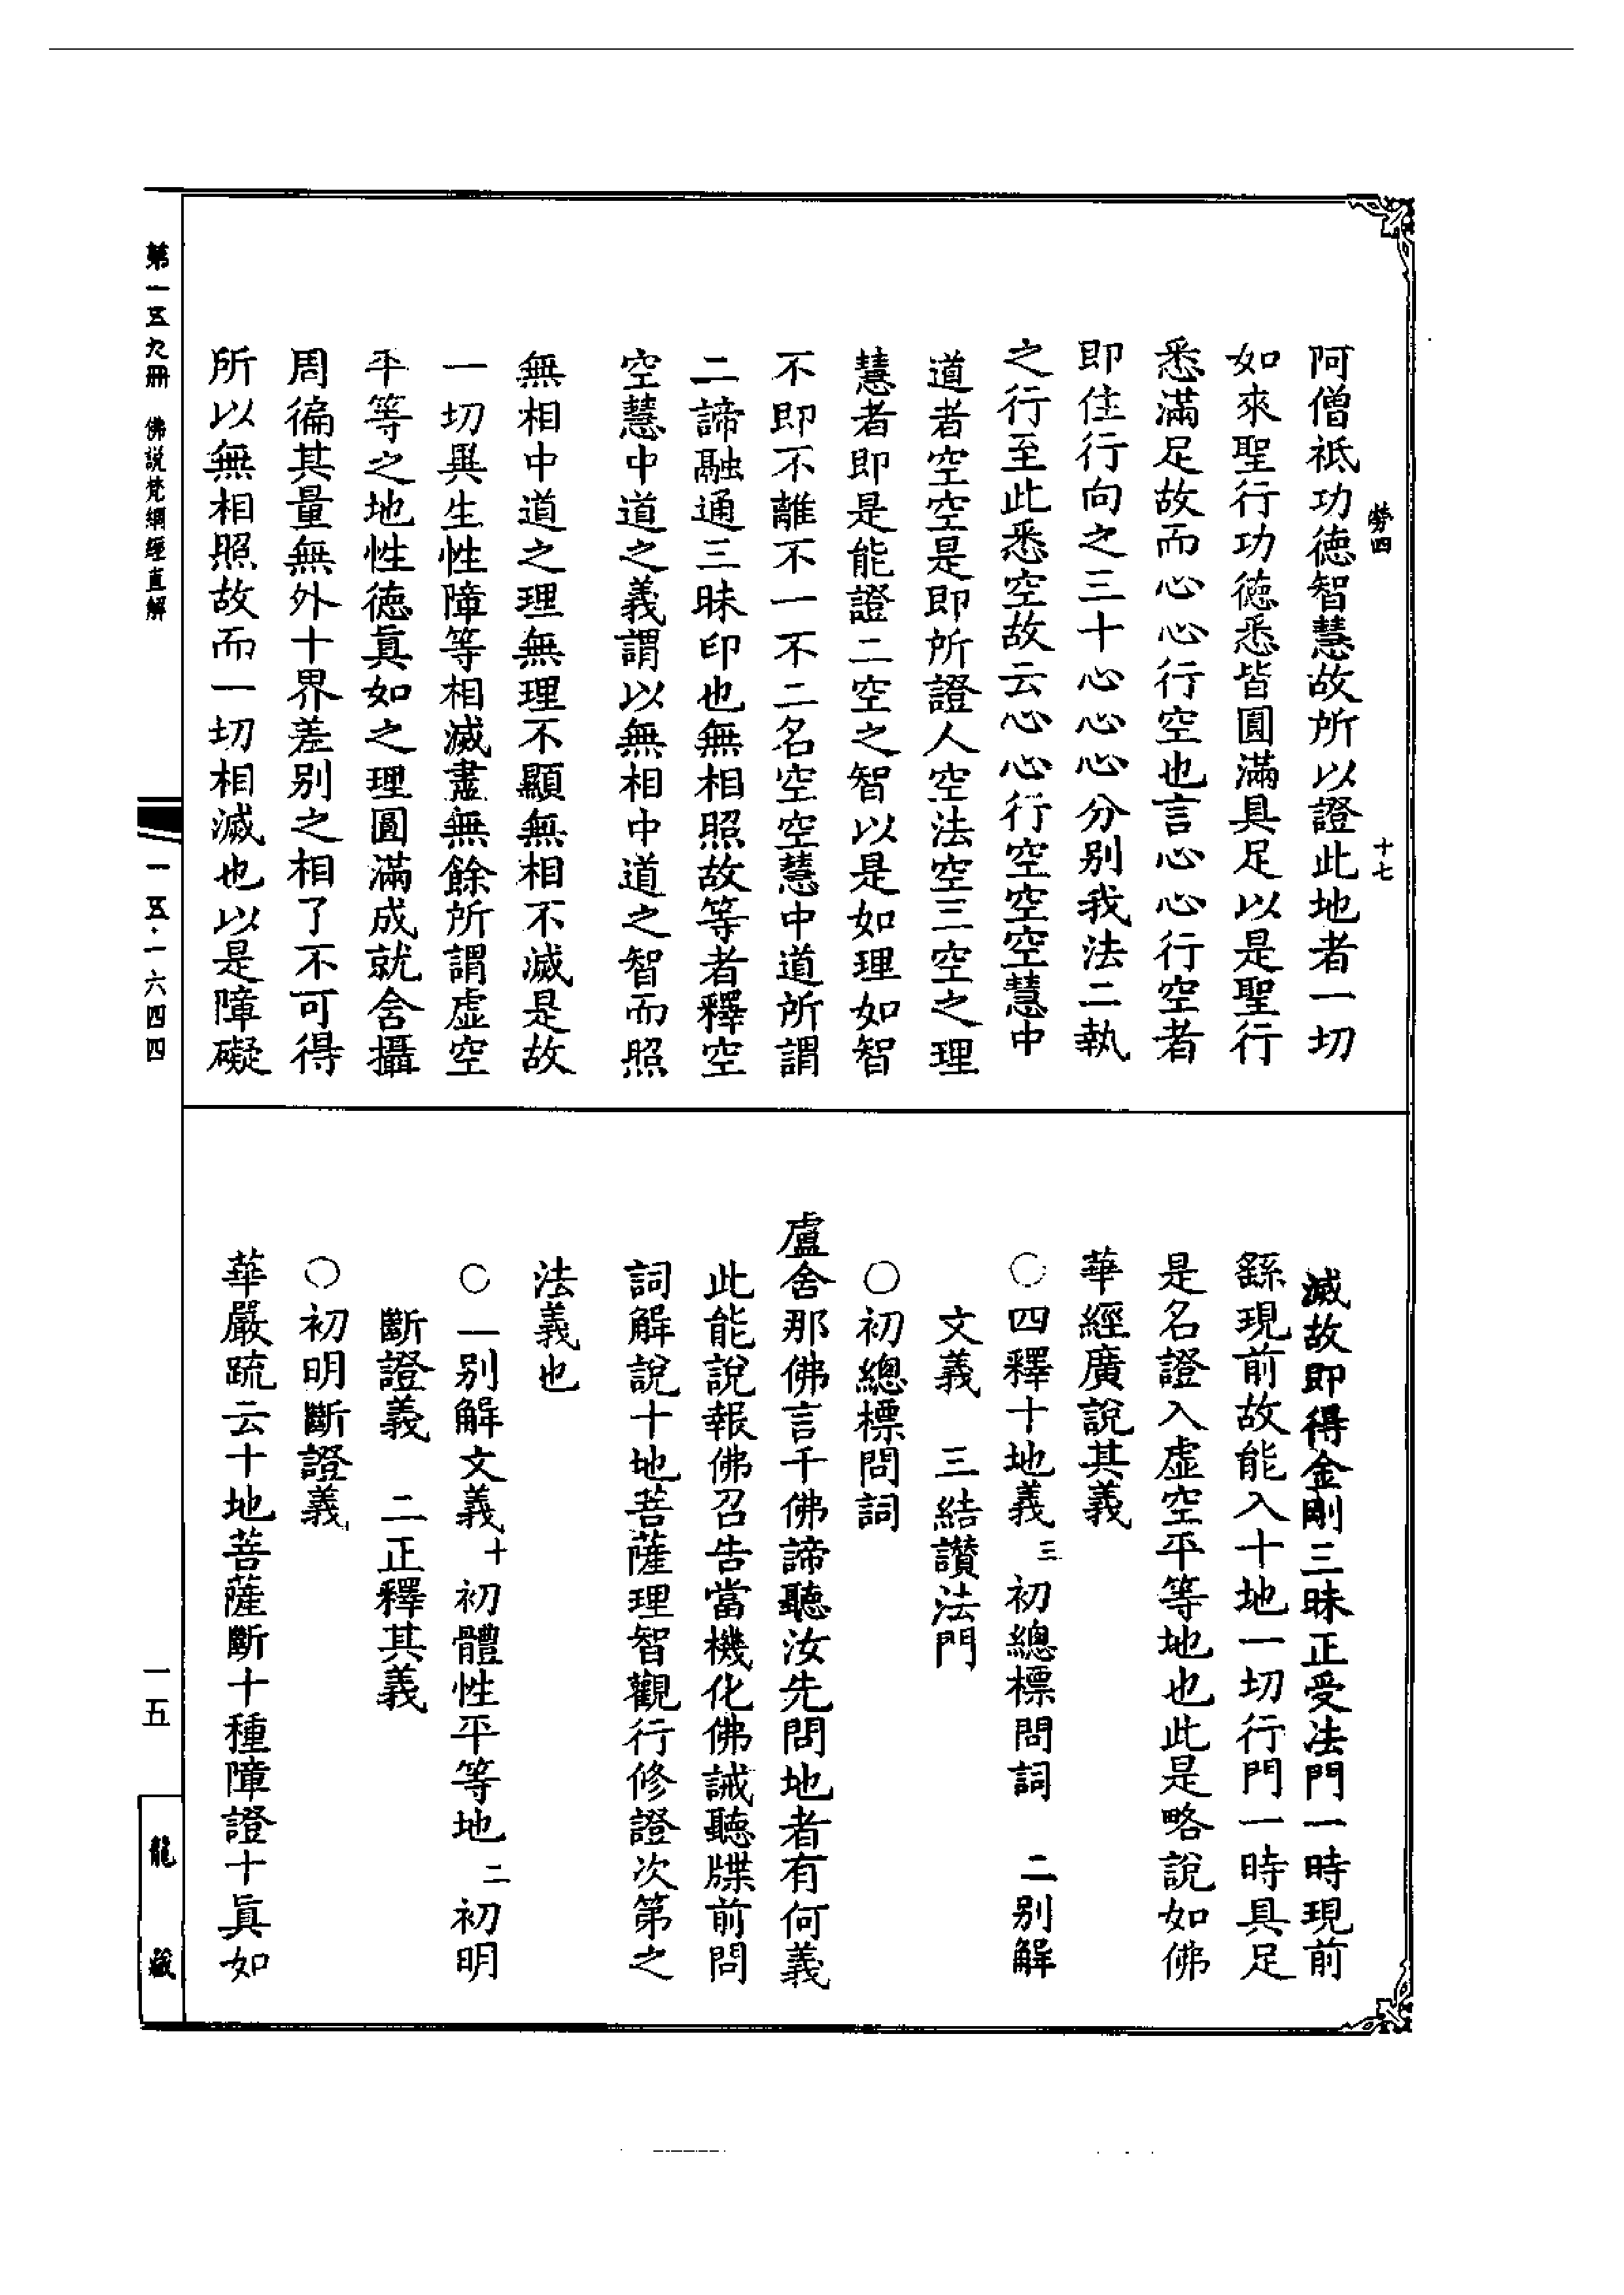 勞四
十七
阿僧祇功德智慧故所以證此地者一切
如來聖行功德悉皆圓滿具足以是聖行
悉滿足故而心心行空也言心心行空者
即住行向之三十心心心分別我法二執
之行至此悉空故云心心行空空空慧中
道者空空是即所證人空法空三空之理
慧者即是能證二空之智以是如理如智
不即不離不一不二名空空慧中道所謂
二諦融通三昧印也無相照故等者釋空
空慧中道之義謂以無相中道之智而照
無相中道之理無理不顯無相不滅是故
一切異生性障等相滅盡無餘所謂虛空
平等之地性德真如之理圓滿成就含攝
周徧其量無外十界差別之相了不可得
所以無相照故而一切相滅也以是障礙
滅故即得金剛三昧正受法門一時現前
繇現前故能入十地一切行門一時具足
是名證入虛空平等地也此是略說如佛
華經廣說其義
○四釋十地義三初總標問詞 二別解
文義 三結讚法門
○初總標問詞
盧舍那佛言千佛諦聽汝先問地者有何義
此能說報佛召告當機化佛誡聽牒前問
詞解說十地菩薩理智觀行修證次第之
法義也
○二別解文義十初體性平等地二初明
斷證義 二正釋其義
○初明斷證義
華嚴疏云十地菩薩斷十種障證十真如
第一五九冊 佛説梵網經直解
一五·一六四四
一五
龍藏